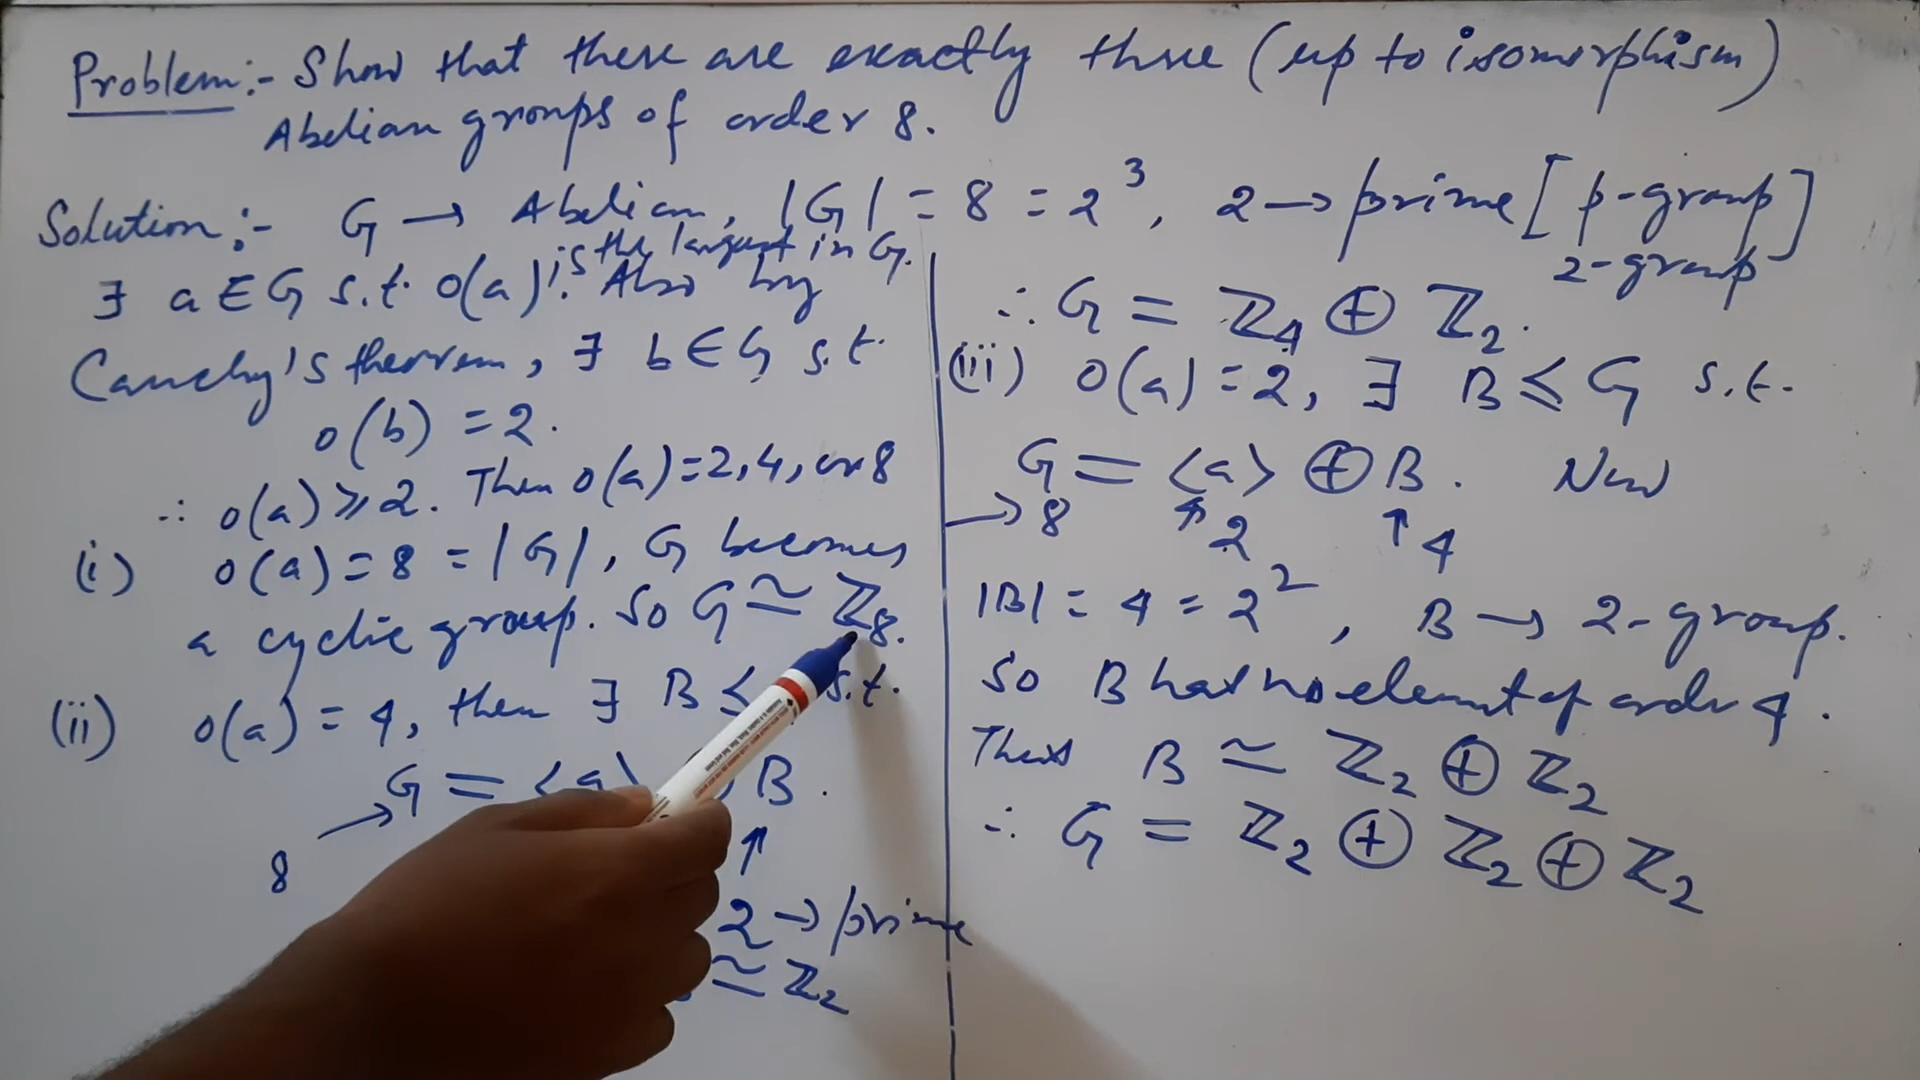 Problem:- Show that there are exactly three (up to isomorphism)
Abelian groups of order 8.
Solution:- G → Abelian, |G| = 8 = 2³, 2 → prime [p-group]
2-group
∃ a ∈ G s.t. o(a) is the largest in G. Also by
Cauchy's theorem, ∃ b ∈ G s.t.
o(b) = 2.
∴ o(a) ≥ 2. Then o(a) = 2, 4, or 8
(i) o(a) = 8 = |G|, G becomes
a cyclic group. So G ≅ ℤ₈.
(ii) o(a) = 4, then ∃ B ≤ s.t.
G = <a> B.
8
2 → prime
≅ ℤ₂
∴ G = ℤ₄ ⊕ ℤ₂.
(iii) o(a) = 2, ∃ B ≤ G s.t.
G = <a> ⊕ B. Now
→ 8 ↑ 2 ↑ 4
|B| = 4 = 2², B → 2-group.
So B has no element of order 4.
Thus B ≃ ℤ₂ ⊕ ℤ₂
∴ G = ℤ₂ ⊕ ℤ₂ ⊕ ℤ₂